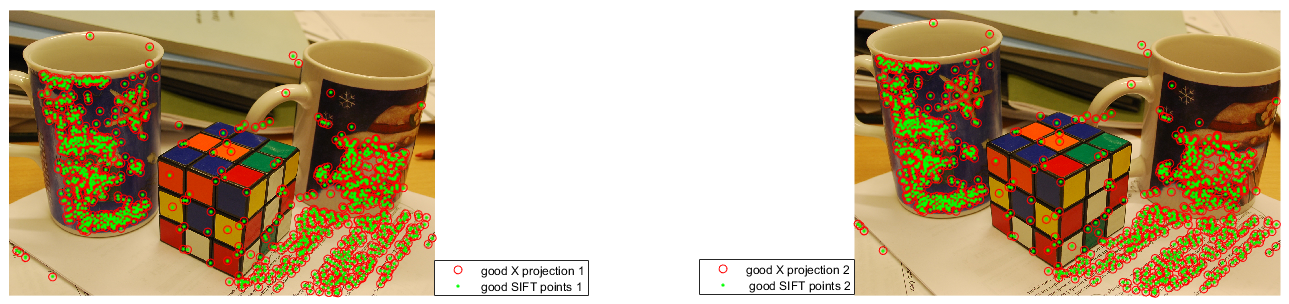 good X projection 1
good SIFT points 1
good X projection 2
good SIFT points 2